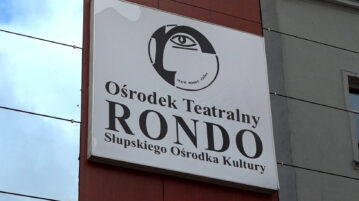 Ośrodek Teatralny
RONDO
Słupskiego Ośrodka Kultury